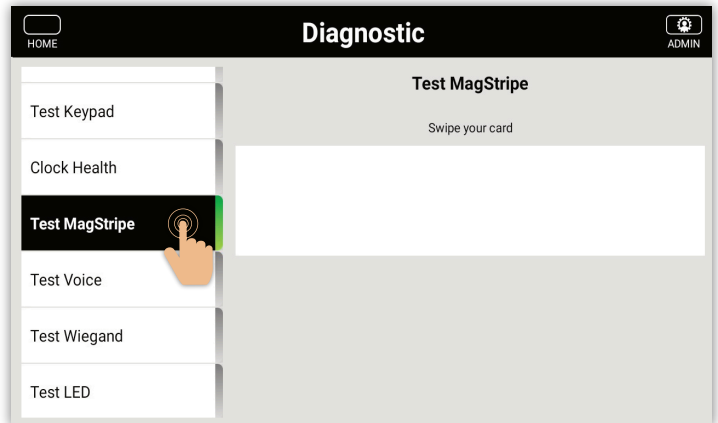 HOME
Diagnostic
ADMIN
Test Keypad
Clock Health
Test MagStripe
Test Voice
Test Wiegand
Test LED
Test MagStripe
Swipe your card